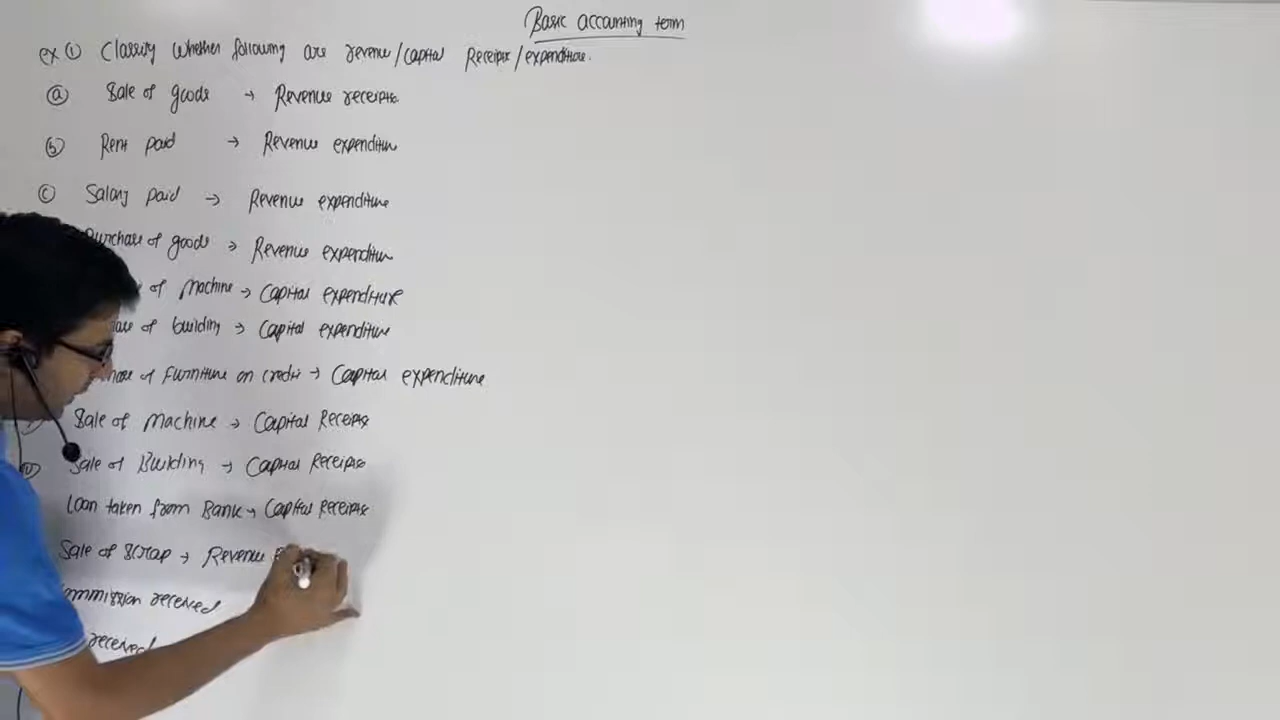 Basic accounting term
ex ① Classify whether following are revenue/capital Receipts/expenditure.
ⓐ Sale of goods → Revenue receipts
ⓑ Rent paid → Revenue expenditure
ⓒ Salary paid → Revenue expenditure
Purchase of goods → Revenue expenditure
of Machine → Capital expenditure
of building → Capital expenditure
of furniture on credit → Capital expenditure
Sale of Machine → Capital Receipts
Sale of Building → Capital Receipts
Loan taken from Bank → Capital Receipts
Sale of Scrap → Revenue
Commission received
received